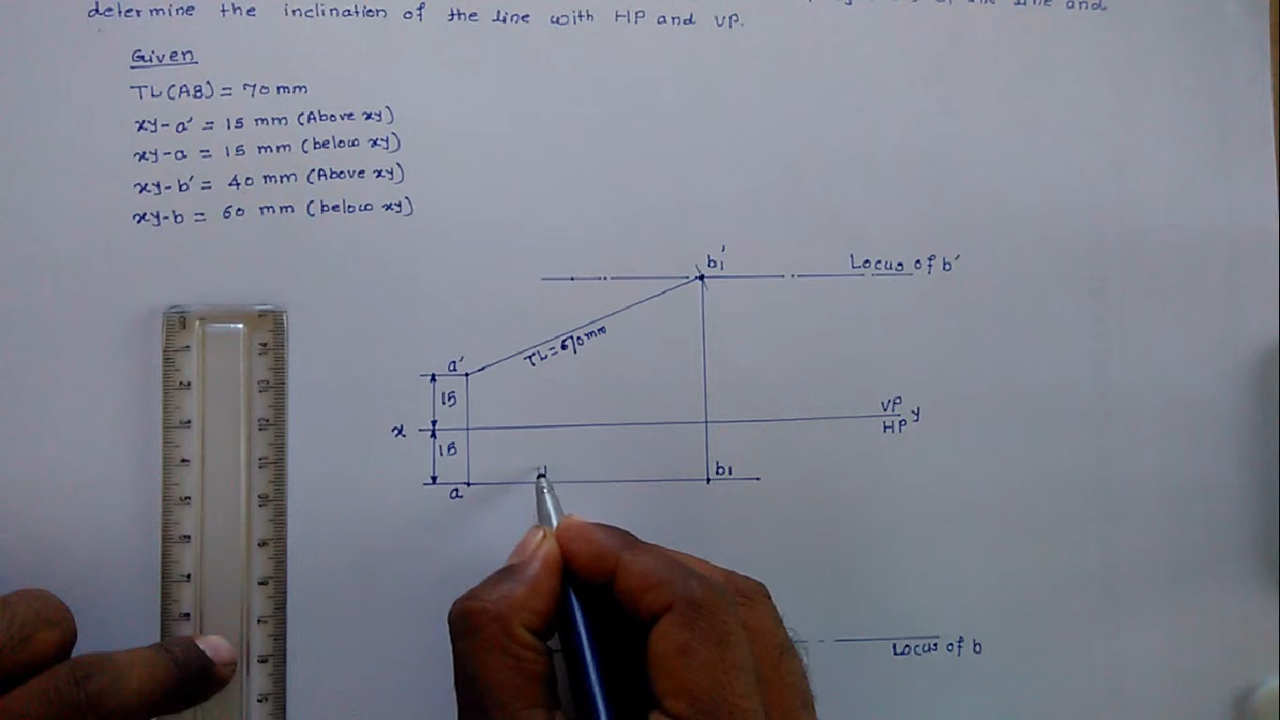 determine the inclination of the line with HP and VP.
Given
TL(AB) = 70 mm
xy-a' = 15 mm (Above xy)
xy-a = 15 mm (below xy)
xy-b' = 40 mm (Above xy)
xy-b = 60 mm (below xy)
b₁'
Locus of b'
TL=670mm
a'
15
VP
x
y
HP
15
b₁
a
Locus of b